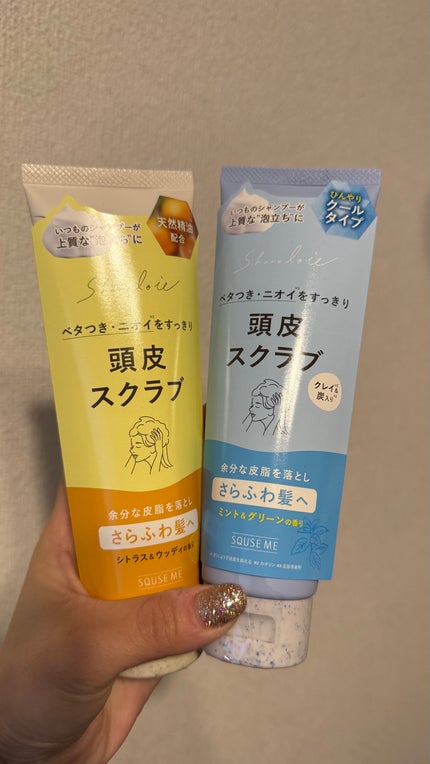 いつものシャンプーが
上質な"泡立ち"に
天然精油
配合
Shunloie
ベタつき・ニオイ※をすっきり
頭皮
スクラブ
余分な皮脂を落とし
さらふわ髪へ
シトラス&ウッディの香り
SQUSE ME
いつものシャンプーが
上質な"泡立ち"に
ひんやり
クール
タイプ
ベタつき・ニオイ※をすっきり
頭皮
スクラブ
クレイ&
炭入り
余分な皮脂を落とし
さらふわ髪へ
ミント&グリーンの香り
SQUSE ME